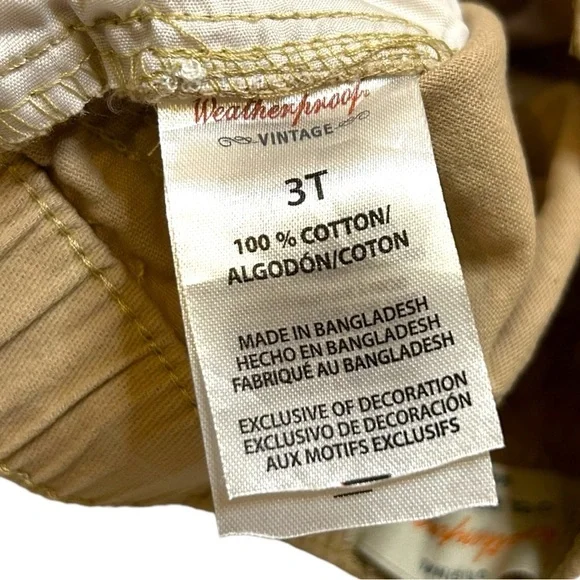 Weatherproof
VINTAGE
3T
100 % COTTON/
ALGODÓN/COTON
MADE IN BANGLADESH
HECHO EN BANGLADESH
FABRIQUÉ AU BANGLADESH
EXCLUSIVE OF DECORATION
EXCLUSIVO DE DECORACIÓN
AUX MOTIFS EXCLUSIFS